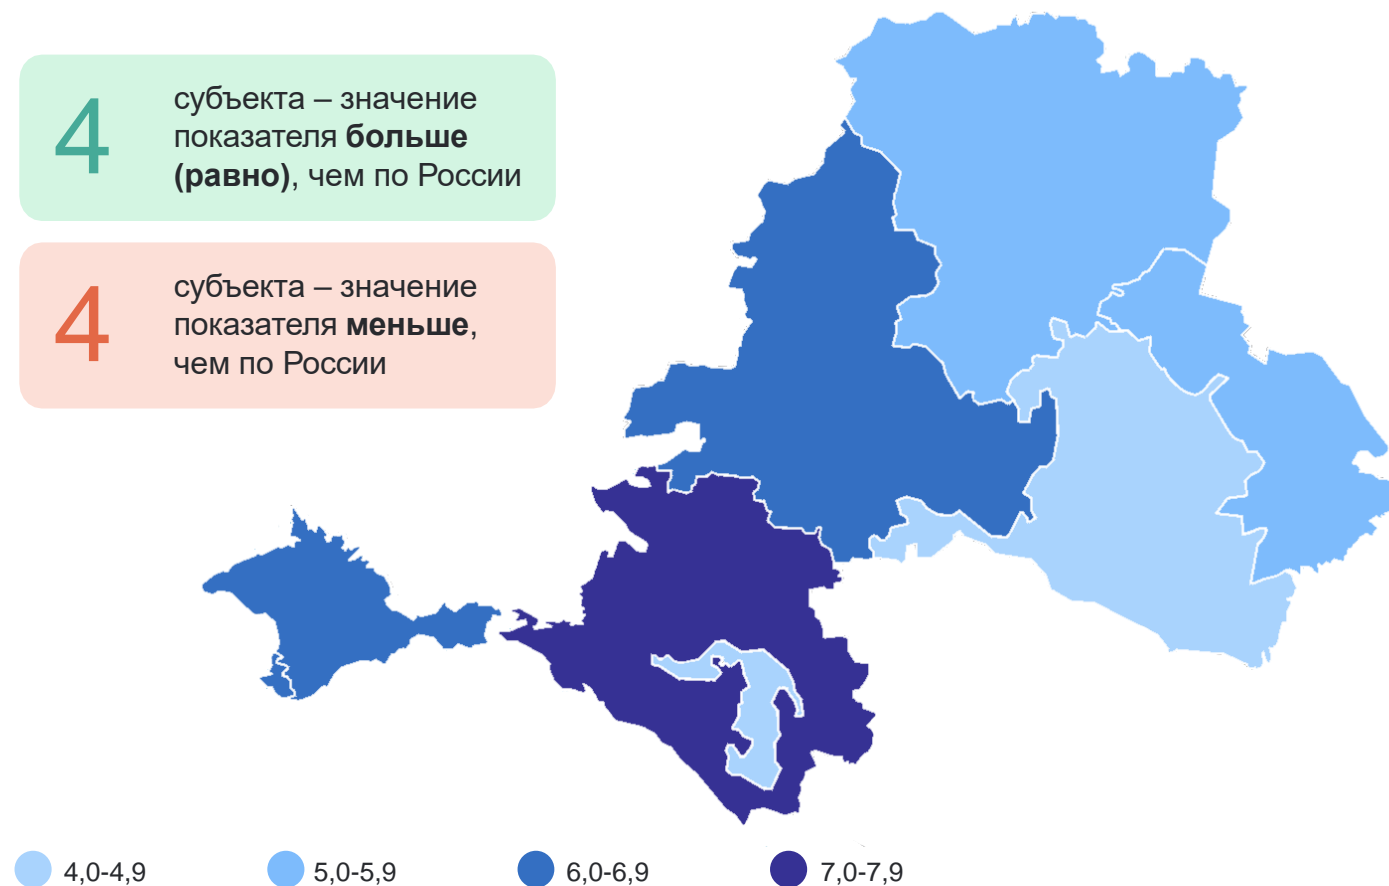 4
субъекта – значение
показателя больше
(равно), чем по России
4
субъекта – значение
показателя меньше,
чем по России
4,0-4,9
5,0-5,9
6,0-6,9
7,0-7,9